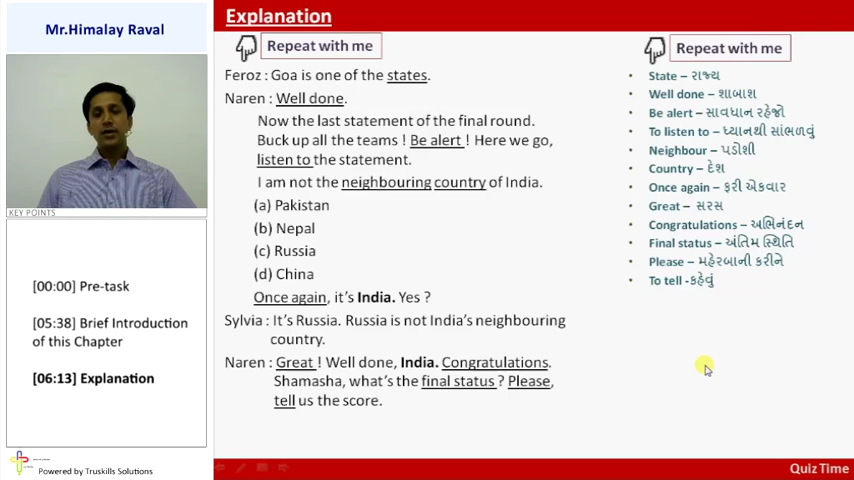 Mr.Himalay Raval
KEY POINTS
[00:00] Pre-task
[05:38] Brief Introduction
of this Chapter
[06:13] Explanation
Powered by Truskills Solutions
Explanation
Repeat with me
Feroz : Goa is one of the states.
Naren : Well done.
Now the last statement of the final round.
Buck up all the teams ! Be alert ! Here we go,
listen to the statement.
I am not the neighbouring country of India.
(a) Pakistan
(b) Nepal
(c) Russia
(d) China
Once again, it's India. Yes ?
Sylvia : It's Russia. Russia is not India's neighbouring
country.
Naren : Great ! Well done, India. Congratulations.
Shamasha, what's the final status ? Please,
tell us the score.
Repeat with me
• State – રાજ્ય
• Well done – શાબાશ
• Be alert – સાવધાન રહેજો
• To listen to – ધ્યાનથી સાંભળવું
• Neighbour – પડોશી
• Country – દેશ
• Once again – ફરી એકવાર
• Great – સરસ
• Congratulations – અભિનંદન
• Final status – અંતિમ સ્થિતિ
• Please – મહેરબાની કરીને
• To tell -કહેવું
Quiz Time